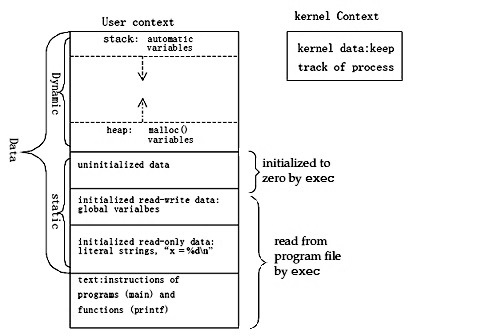 User context
kernel Context
stack: automatic
variables
kernel data:keep
track of process
Dynamic
heap: malloc()
variables
Data
uninitialized data
initialized to
zero by exec
static
initialized read-write data:
global varialbes
initialized read-only data:
literal strings, "x =%d\n"
read from
program file
by exec
text:instructions of
programs (main) and
functions (printf)